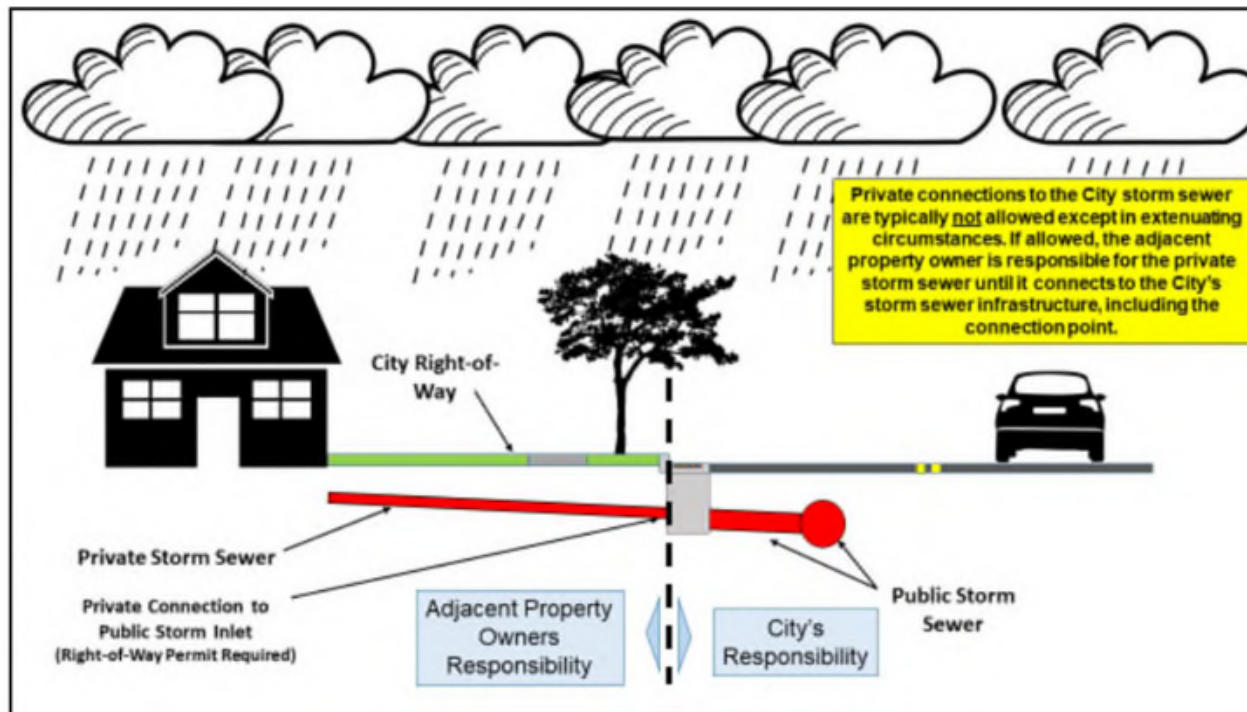 Private connections to the City storm sewer
are typically not allowed except in extenuating
circumstances. If allowed, the adjacent
property owner is responsible for the private
storm sewer until it connects to the City's
storm sewer infrastructure, including the
connection point.
City Right-of-
Way
Private Storm Sewer
Private Connection to
Public Storm Inlet
(Right-of-Way Permit Required)
Adjacent Property
Owners
Responsibility
City's
Responsibility
Public Storm
Sewer